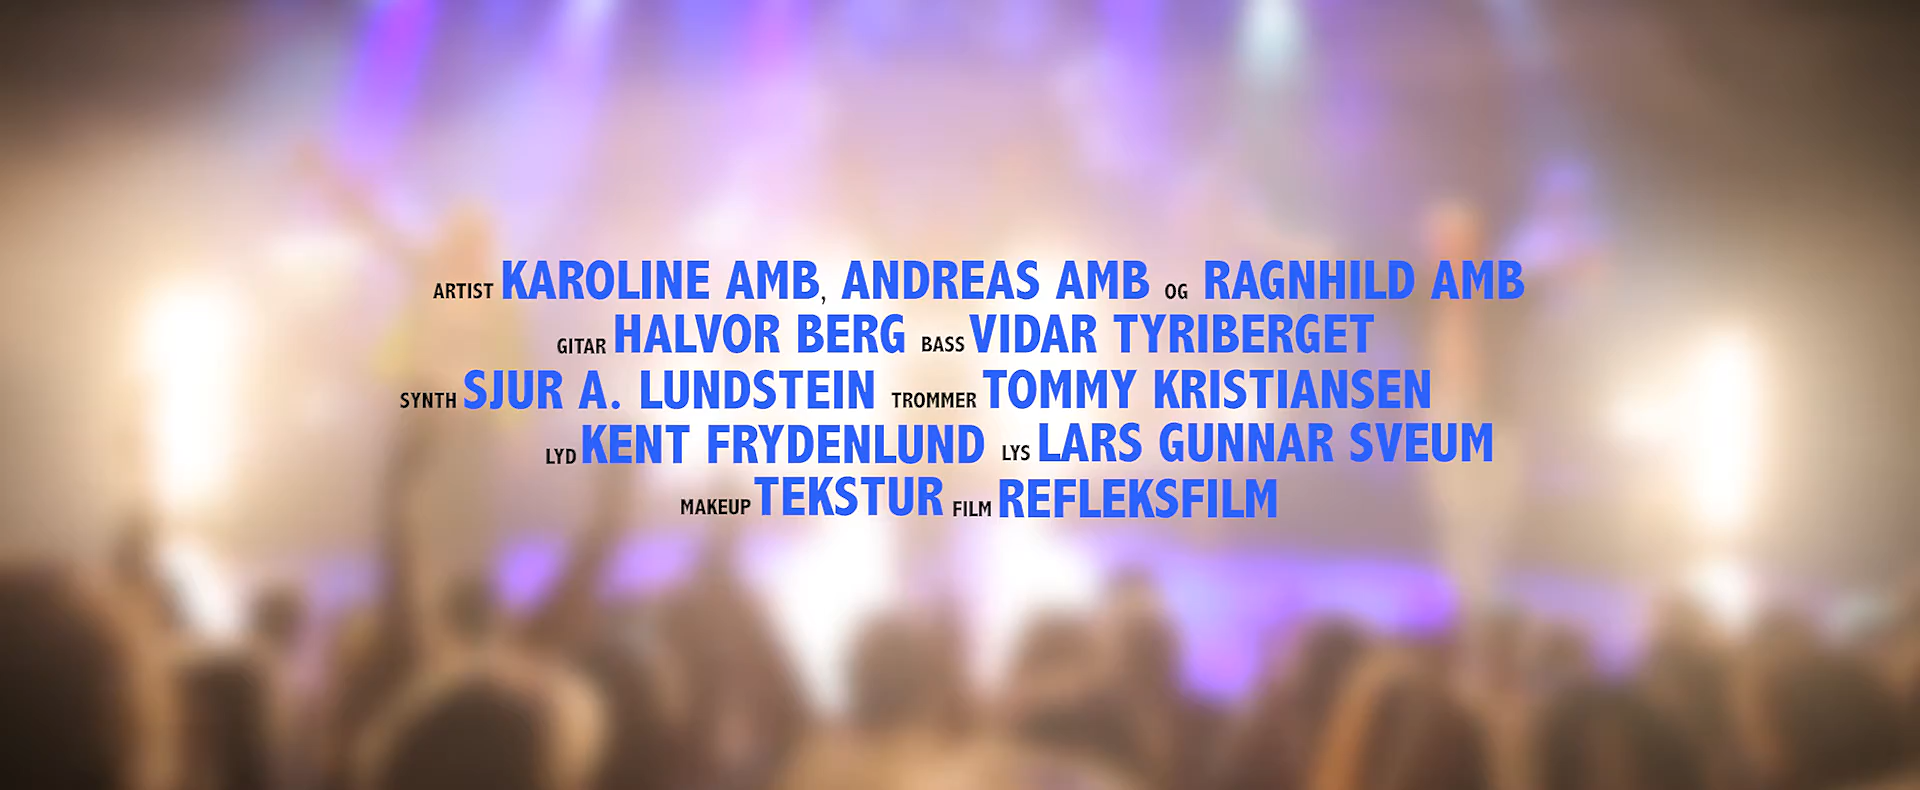 ARTIST KAROLINE AMB, ANDREAS AMB OG RAGNHILD AMB
GITAR HALVOR BERG BASS VIDAR TYRIBERGET
SYNTH SJUR A. LUNDSTEIN TROMMER TOMMY KRISTIANSEN
LYD KENT FRYDENLUND LYS LARS GUNNAR SVEUM
MAKEUP TEKSTUR FILM REFLEKSFILM